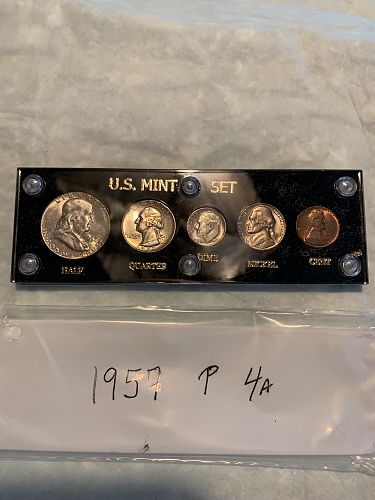 U.S. MINT SET
HALF
QUARTER
DIME
NICKEL
CENT
1957 P 4A